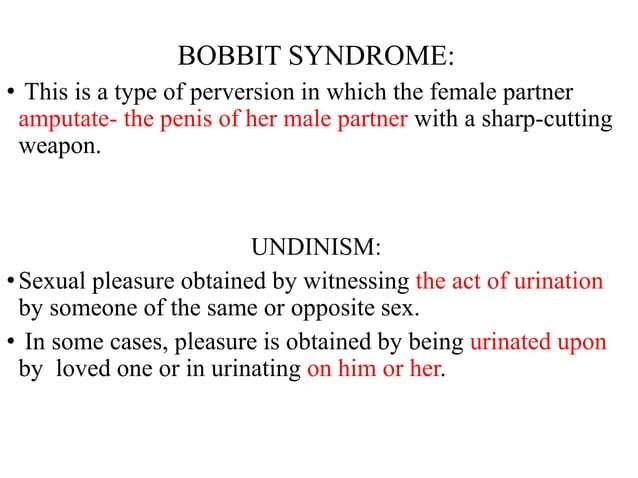 BOBBIT SYNDROME:
• This is a type of perversion in which the female partner
amputate- the penis of her male partner with a sharp-cutting
weapon.
UNDINISM:
• Sexual pleasure obtained by witnessing the act of urination
by someone of the same or opposite sex.
• In some cases, pleasure is obtained by being urinated upon
by loved one or in urinating on him or her.